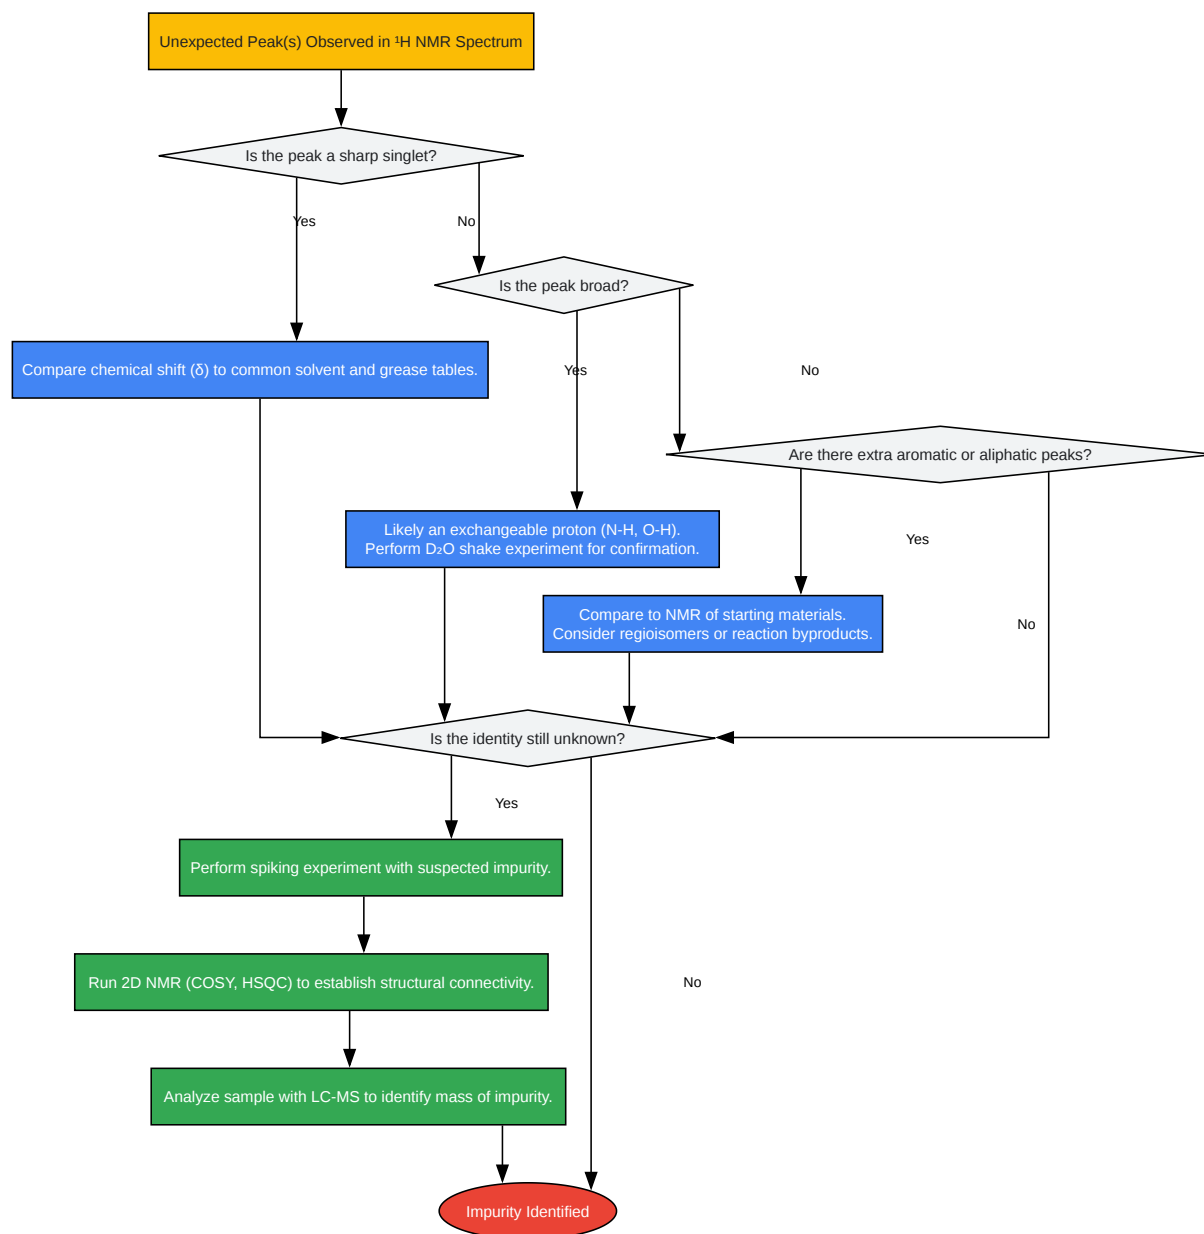 Unexpected Peak(s) Observed in ¹H NMR Spectrum
Is the peak a sharp singlet?
Yes
No
Is the peak broad?
Compare chemical shift (δ) to common solvent and grease tables.
Yes
No
Are there extra aromatic or aliphatic peaks?
Likely an exchangeable proton (N-H, O-H).
Perform D₂O shake experiment for confirmation.
Yes
Compare to NMR of starting materials.
Consider regioisomers or reaction byproducts.
No
Is the identity still unknown?
Yes
Perform spiking experiment with suspected impurity.
Run 2D NMR (COSY, HSQC) to establish structural connectivity.
No
Analyze sample with LC-MS to identify mass of impurity.
Impurity Identified